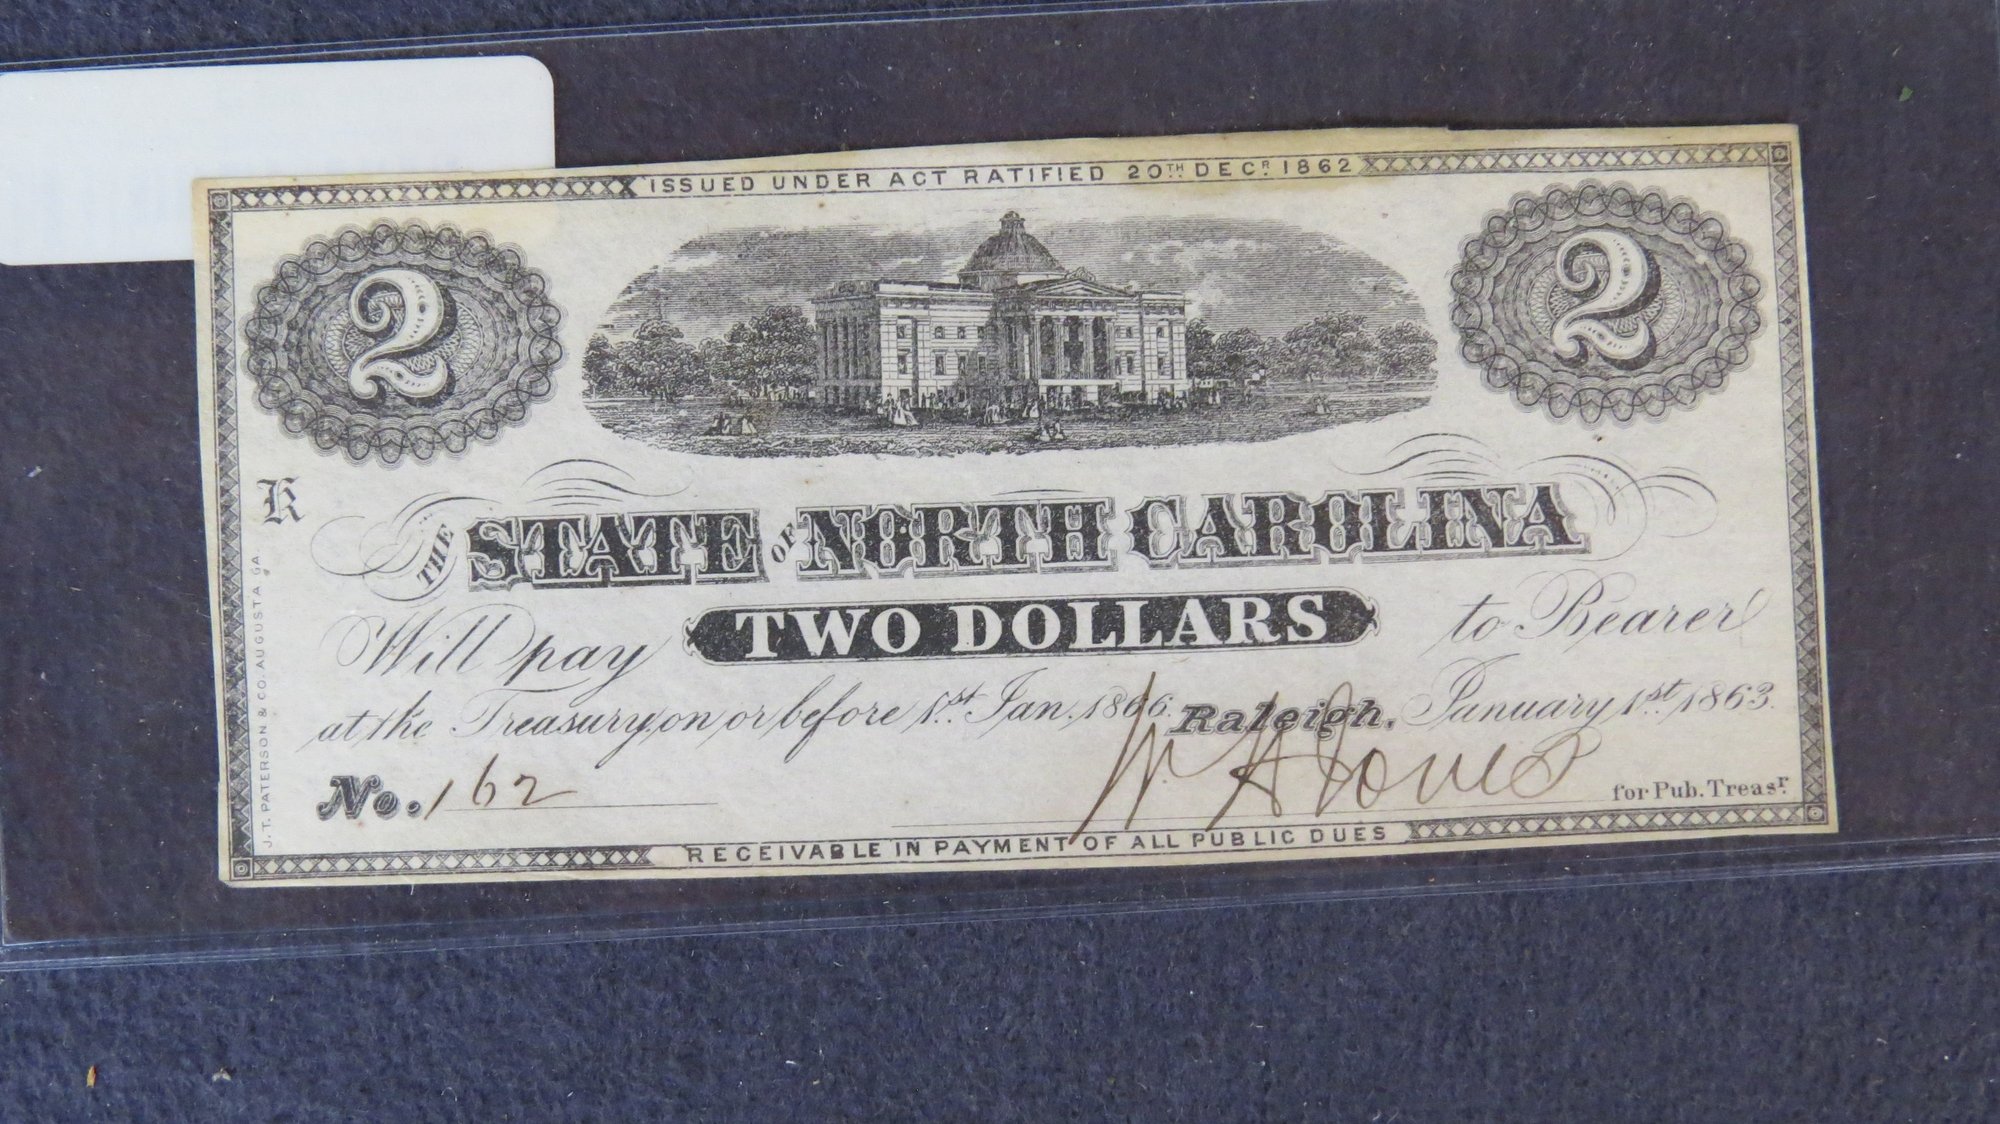 ISSUED UNDER ACT RATIFIED 20TH DECR. 1862
2 2
K
THE STATE OF NORTH CAROLINA
Will pay TWO DOLLARS to Bearer
at the Treasury on or before 1st. Jan. 1866. Raleigh, January 1st. 1863.
No. 162
W. H. Jones for Pub. Treasr.
RECEIVABLE IN PAYMENT OF ALL PUBLIC DUES
J. T. PATERSON & CO. AUGUSTA GA.